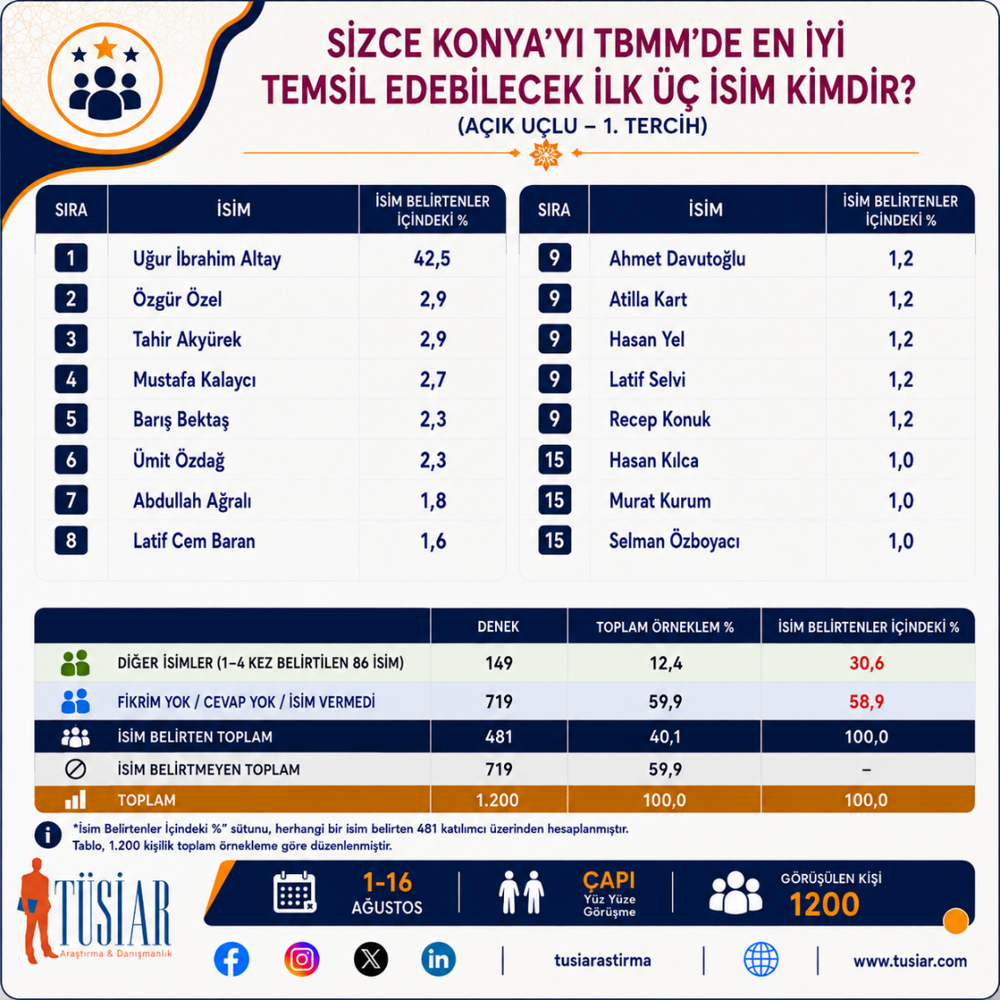 SİZCE KONYA'YI TBMM'DE EN İYİ
TEMSİL EDEBİLECEK İLK ÜÇ İSİM KİMDİR?
(AÇIK UÇLU – 1. TERCİH)
SIRA İSİM İSİM BELİRTENLER İÇİNDEKİ %
1 Uğur İbrahim Altay 42,5
2 Özgür Özel 2,9
3 Tahir Akyürek 2,9
4 Mustafa Kalaycı 2,7
5 Barış Bektaş 2,3
6 Ümit Özdağ 2,3
7 Abdullah Ağralı 1,8
8 Latif Cem Baran 1,6
SIRA İSİM İSİM BELİRTENLER İÇİNDEKİ %
9 Ahmet Davutoğlu 1,2
9 Atilla Kart 1,2
9 Hasan Yel 1,2
9 Latif Selvi 1,2
9 Recep Konuk 1,2
15 Hasan Kılca 1,0
15 Murat Kurum 1,0
15 Selman Özboyacı 1,0
DENEK TOPLAM ÖRNEKLEM % İSİM BELİRTENLER İÇİNDEKİ %
DİĞER İSİMLER (1–4 KEZ BELİRTİLEN 86 İSİM) 149 12,4 30,6
FİKRİM YOK / CEVAP YOK / İSİM VERMEDİ 719 59,9 58,9
İSİM BELİRTEN TOPLAM 481 40,1 100,0
İSİM BELİRTMEYEN TOPLAM 719 59,9 –
TOPLAM 1.200 100,0 100,0
i
*İsim Belirtenler İçindeki %" sütunu, herhangi bir isim belirten 481 katılımcı üzerinden hesaplanmıştır.
Tablo, 1.200 kişilik toplam örnekleme göre düzenlenmiştir.
TÜSİAR
Araştırma & Danışmanlık
1-16
AĞUSTOS
ÇAPI
Yüz Yüze
Görüşme
GÖRÜŞÜLEN KİŞİ
1200
tusiarastirma
www.tusiar.com